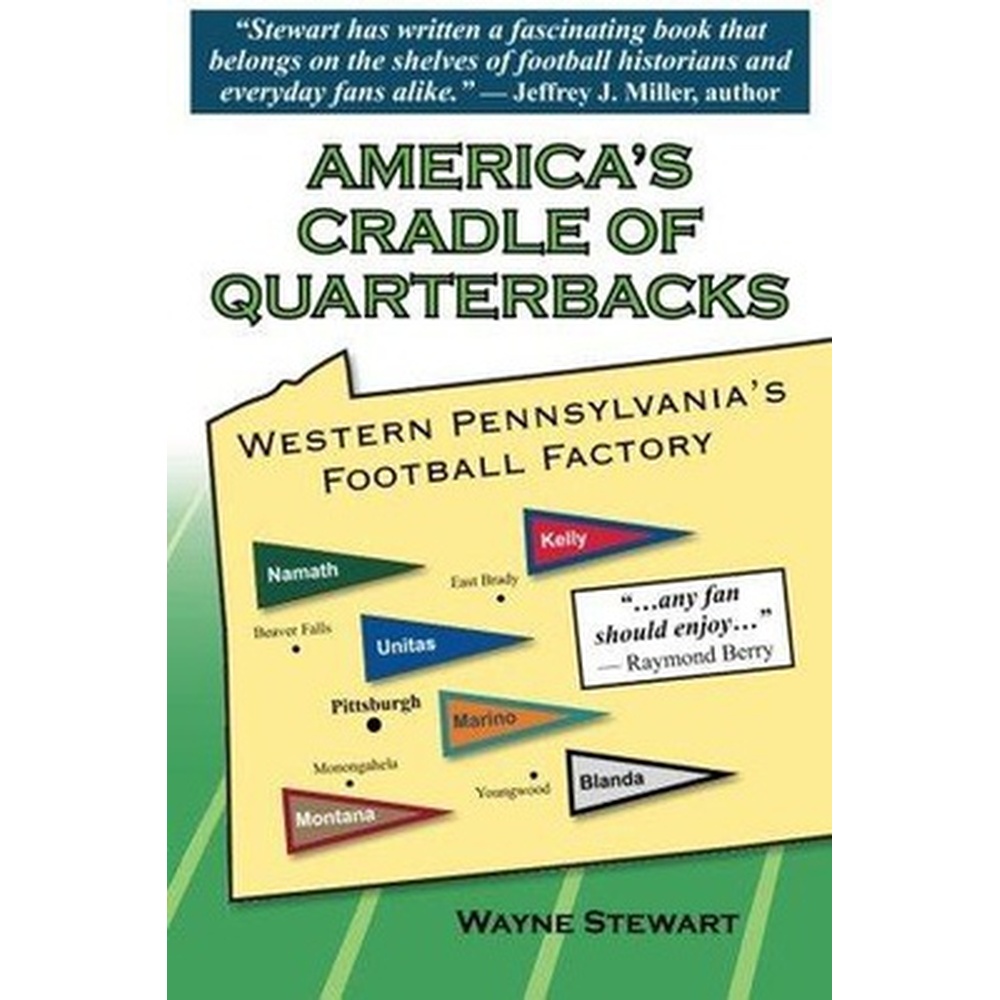 “Stewart has written a fascinating book that
belongs on the shelves of football historians and
everyday fans alike.” — Jeffrey J. Miller, author
AMERICA’S
CRADLE OF
QUARTERBACKS
WESTERN PENNSYLVANIA’S
FOOTBALL FACTORY
Kelly
Namath
East Brady
“...any fan
should enjoy...”
— Raymond Berry
Beaver Falls
Unitas
Pittsburgh
Marino
Monongahela
Youngwood
Blanda
Montana
WAYNE STEWART